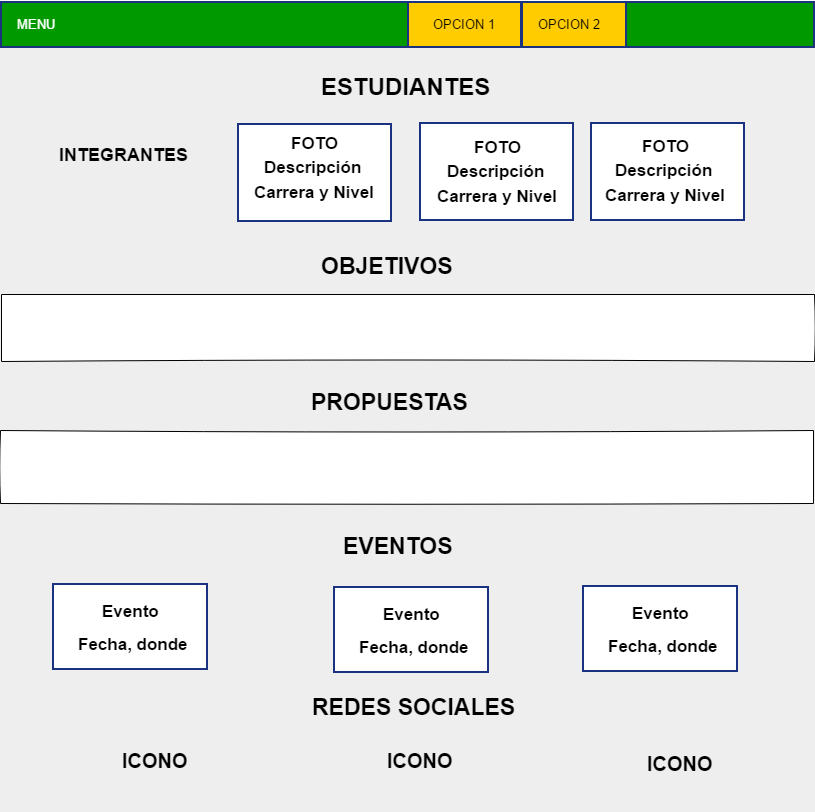 MENU OPCION 1 OPCION 2
ESTUDIANTES
INTEGRANTES
FOTO
Descripción
Carrera y Nivel
FOTO
Descripción
Carrera y Nivel
FOTO
Descripción
Carrera y Nivel
OBJETIVOS
PROPUESTAS
EVENTOS
Evento
Fecha, donde
Evento
Fecha, donde
Evento
Fecha, donde
REDES SOCIALES
ICONO ICONO ICONO